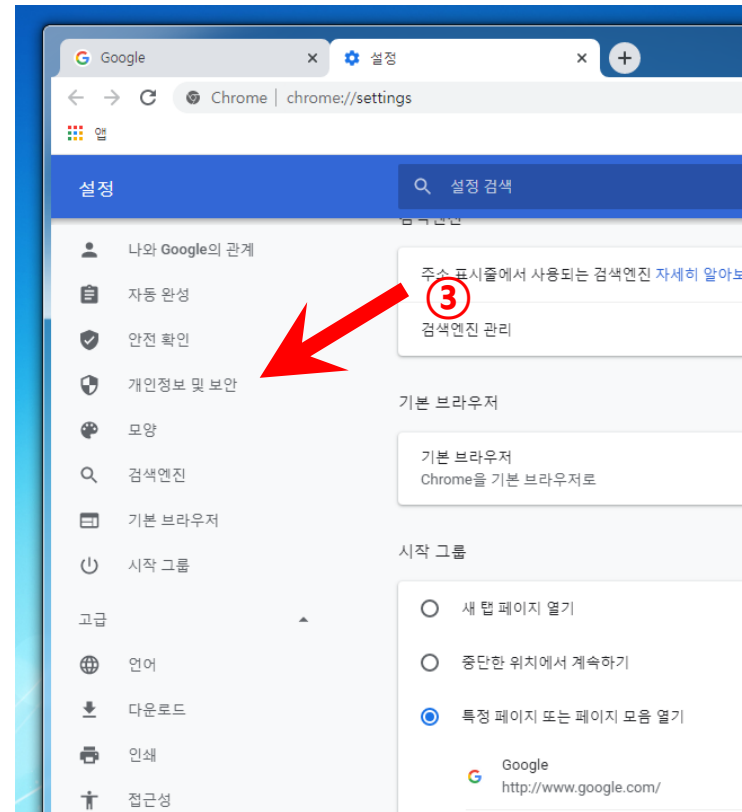 Google
설정
Chrome | chrome://settings
앱
설정
설정 검색
나와 Google의 관계
자동 완성
안전 확인
개인정보 및 보안
모양
검색엔진
기본 브라우저
시작 그룹
고급
언어
다운로드
인쇄
접근성
검색엔진
주소 표시줄에서 사용되는 검색엔진 자세히 알아보
③
검색엔진 관리
기본 브라우저
기본 브라우저
Chrome을 기본 브라우저로
시작 그룹
새 탭 페이지 열기
중단한 위치에서 계속하기
특정 페이지 또는 페이지 모음 열기
Google
http://www.google.com/